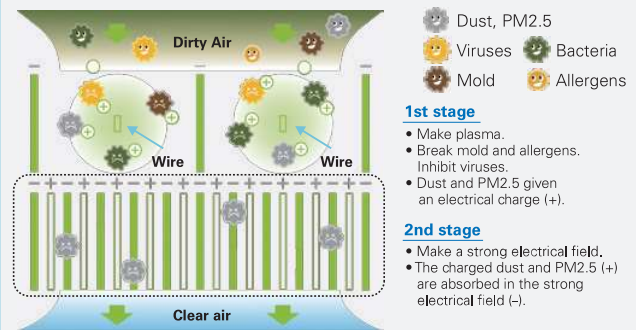 Dirty Air
Wire
Wire
− − −
+ + + +
+ + + +
− + − + − + − + − + − + − + − + − + −
Clear air
Dust, PM2.5
Viruses
Bacteria
Mold
Allergens
1st stage
• Make plasma.
• Break mold and allergens.
Inhibit viruses.
• Dust and PM2.5 given
an electrical charge (+).
2nd stage
• Make a strong electrical field.
• The charged dust and PM2.5 (+)
are absorbed in the strong
electrical field (–).